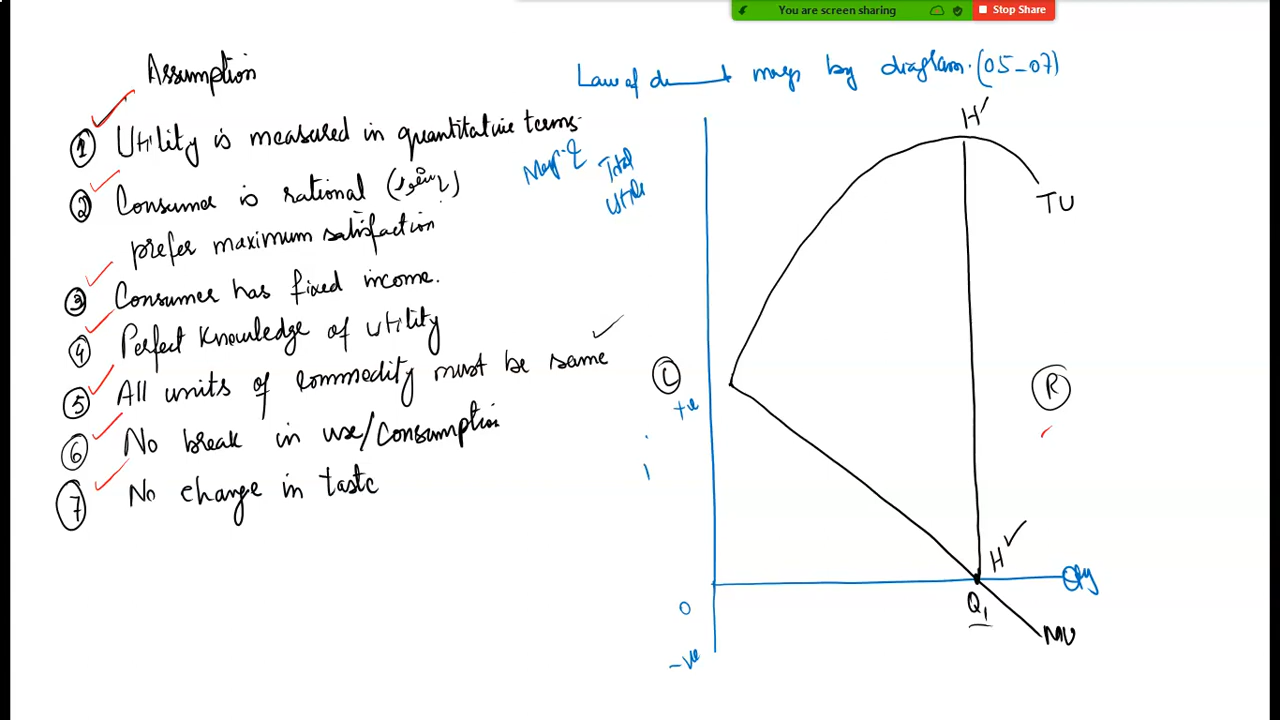 You are screen sharing
Stop Share
Assumption
① Utility is measured in quantitative terms.
② Consumer is rational
prefer maximum satisfaction
③ Consumer has fixed income.
④ Perfect Knowledge of utility
⑤ All units of commodity must be same
⑥ No break in use/consumption
⑦ No change in taste
Law of by diagram. (05-07)
Total
H
TU
L
+ve
R
H
Qty
Q1
0
MU
-ve